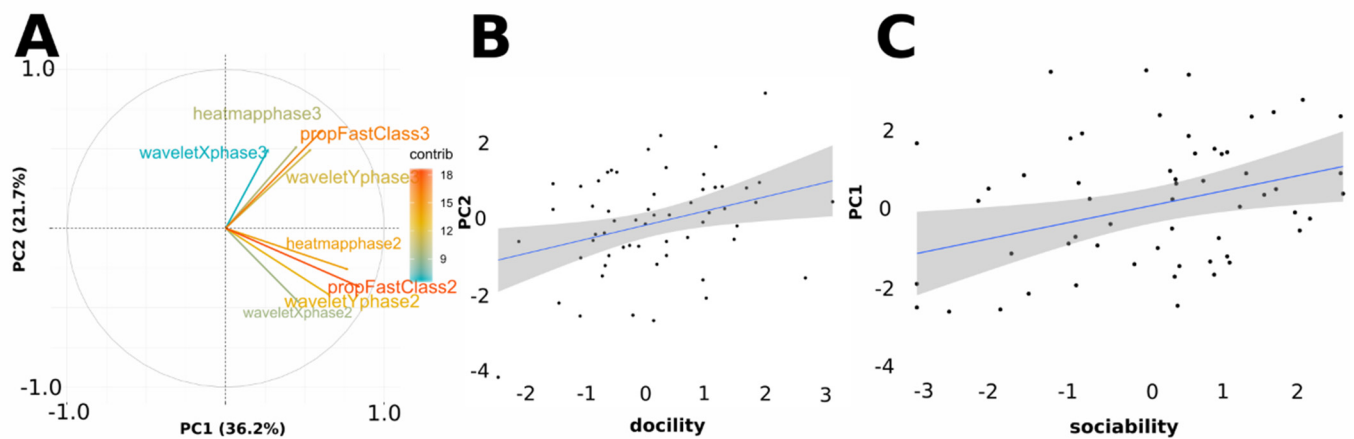 A
B
C
1.0
heatmapphase3
propFastClass3
waveletXphase3
contrib
waveletYphase3
18
15
12
9
heatmapphase2
propFastClass2
waveletYphase2
waveletXphase2
PC2 (21.7%)
-1.0
-1.0
1.0
PC1 (36.2%)
PC2
2
0
-2
-4
-2
-1
0
1
2
3
docility
PC1
2
0
-2
-4
-3
-2
-1
0
1
2
sociability